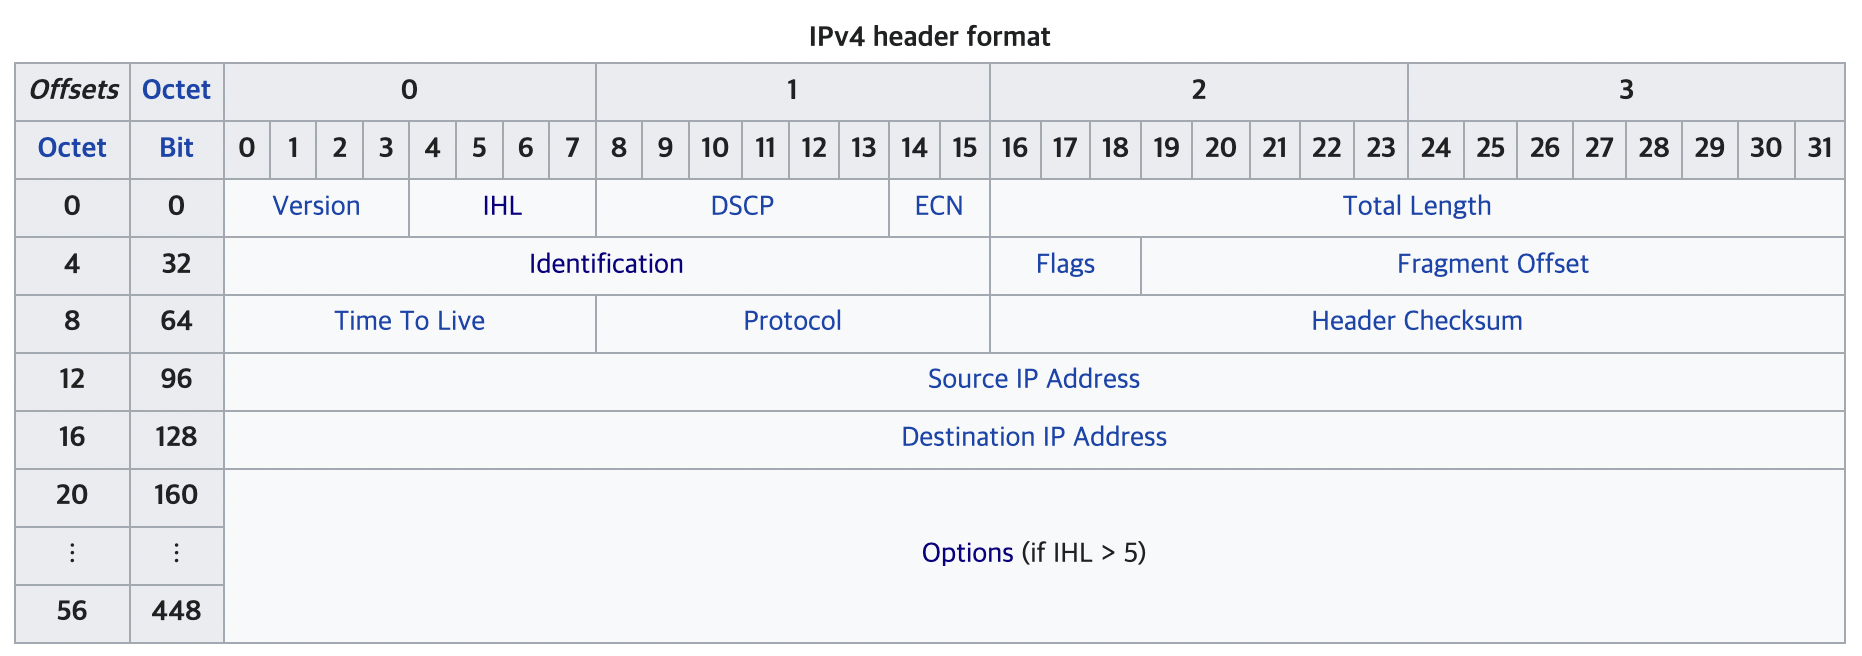 IPv4 header format
Offsets Octet 0 1 2 3
Octet Bit 0 1 2 3 4 5 6 7 8 9 10 11 12 13 14 15 16 17 18 19 20 21 22 23 24 25 26 27 28 29 30 31
0 0 Version IHL DSCP ECN Total Length
4 32 Identification Flags Fragment Offset
8 64 Time To Live Protocol Header Checksum
12 96 Source IP Address
16 128 Destination IP Address
20 160
⋮ ⋮ Options (if IHL > 5)
56 448